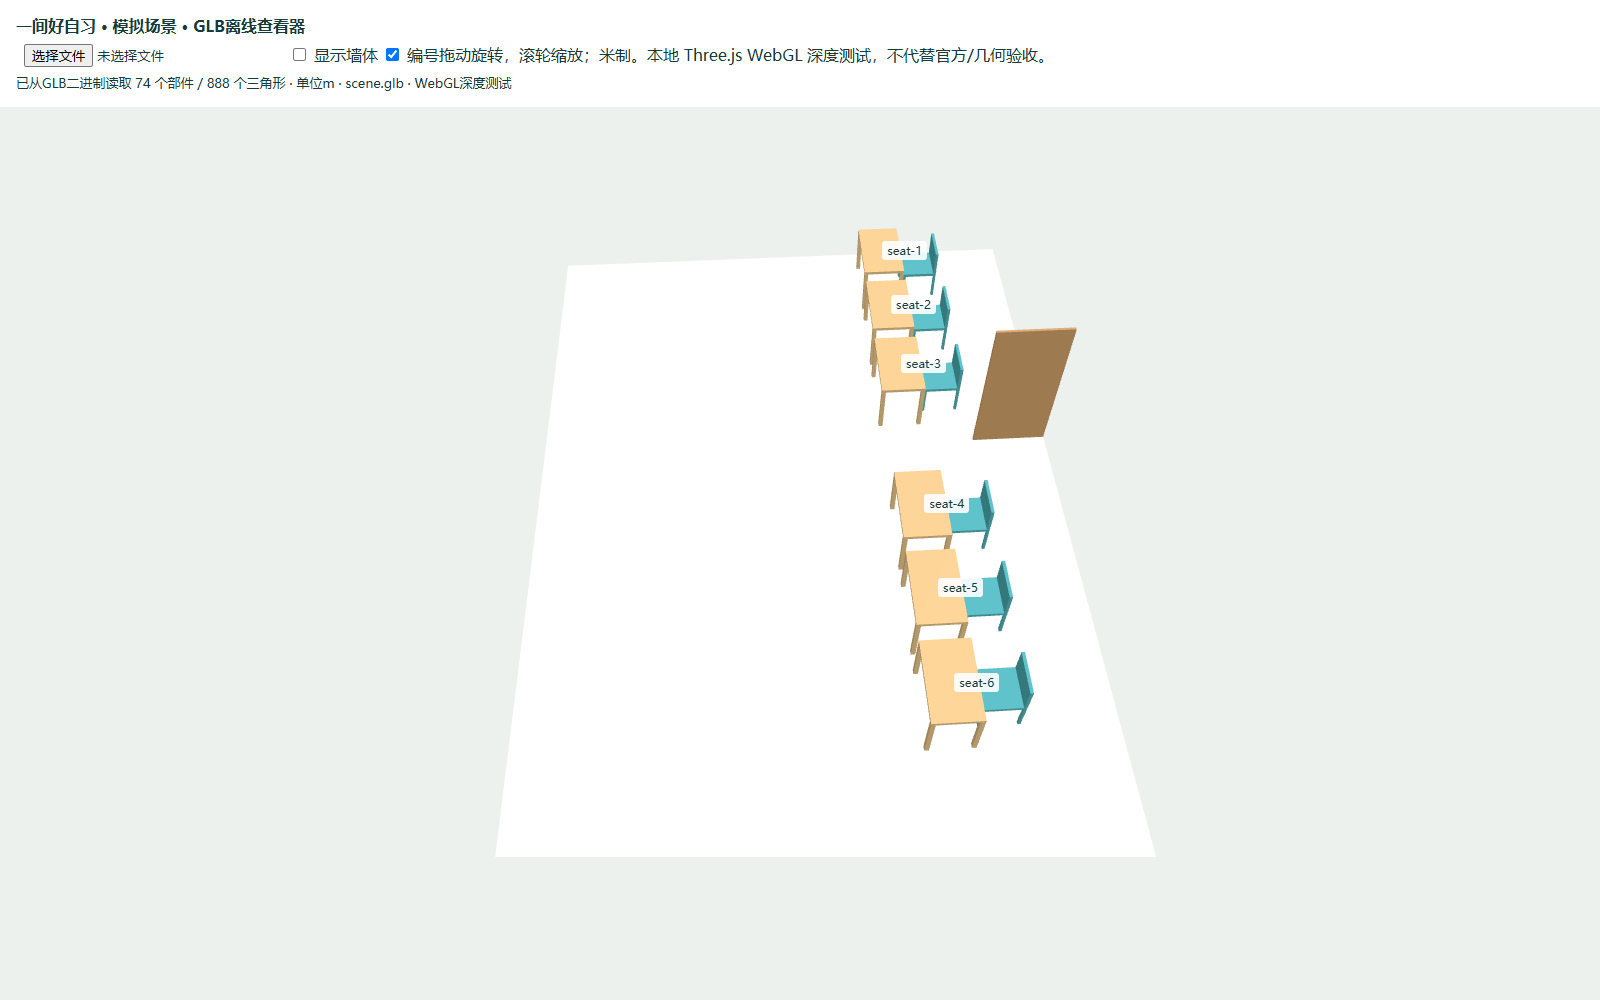 一间好自习 • 模拟场景 • GLB离线查看器
选择文件 未选择文件 显示墙体 编号拖动旋转，滚轮缩放；米制。本地 Three.js WebGL 深度测试，不代替官方/几何验收。
已从GLB二进制读取 74 个部件 / 888 个三角形 · 单位m · scene.glb · WebGL深度测试
seat-1
seat-2
seat-3
seat-4
seat-5
seat-6